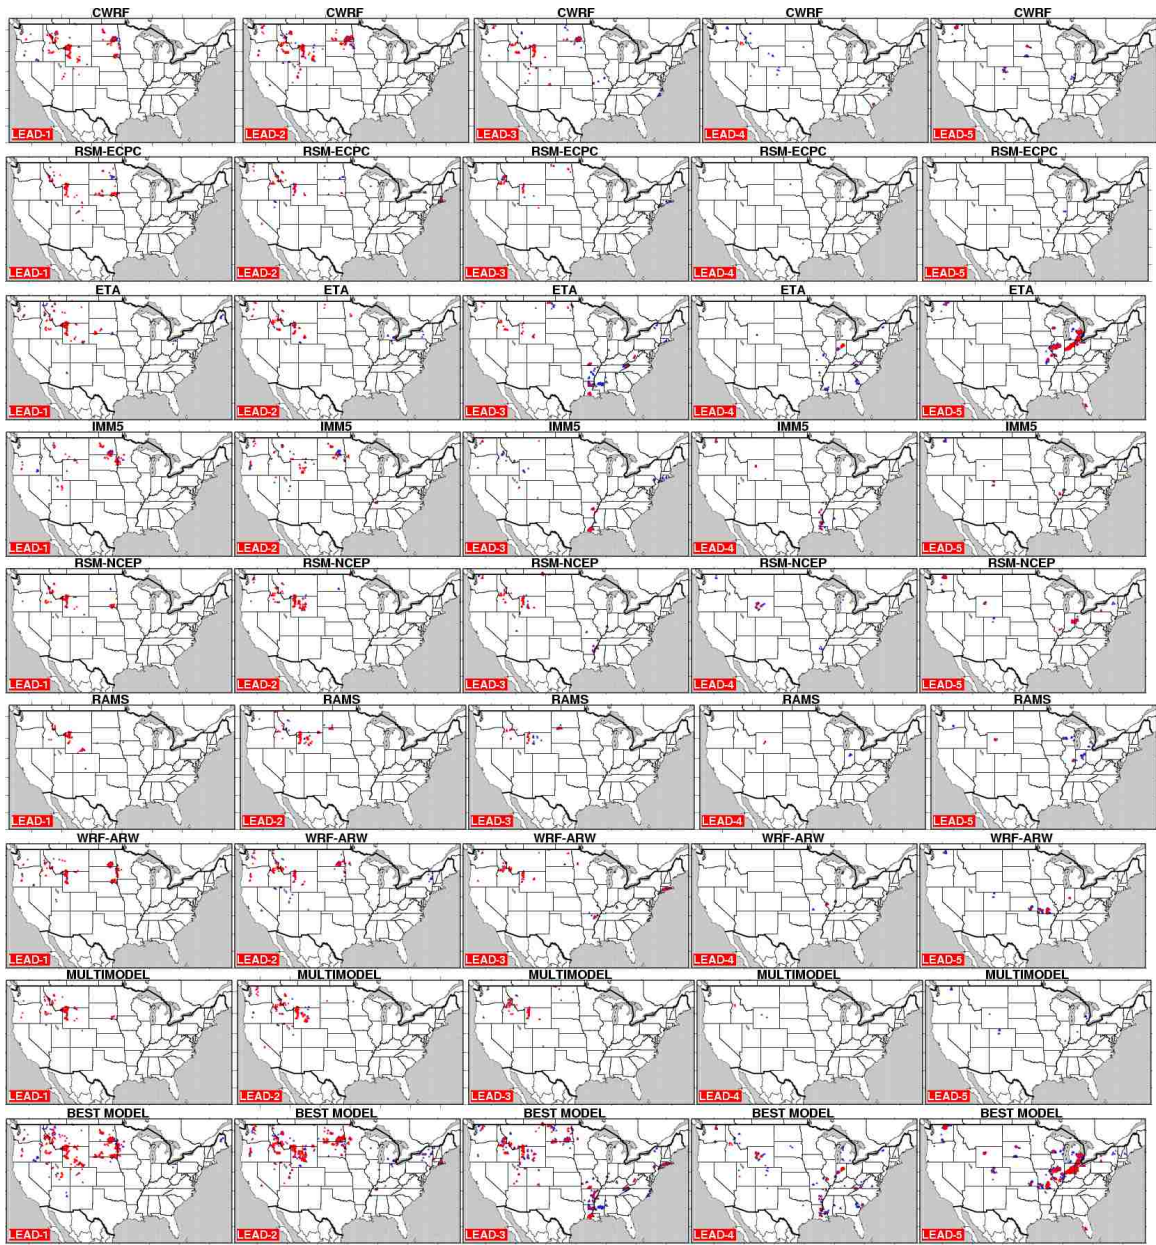 CWRF CWRF CWRF CWRF CWRF
LEAD-1 LEAD-2 LEAD-3 LEAD-4 LEAD-5
RSM-ECPC RSM-ECPC RSM-ECPC RSM-ECPC RSM-ECPC
LEAD-1 LEAD-2 LEAD-3 LEAD-4 LEAD-5
ETA ETA ETA ETA ETA
LEAD-1 LEAD-2 LEAD-3 LEAD-4 LEAD-5
IMM5 IMM5 IMM5 IMM5 IMM5
LEAD-1 LEAD-2 LEAD-3 LEAD-4 LEAD-5
RSM-NCEP RSM-NCEP RSM-NCEP RSM-NCEP RSM-NCEP
LEAD-1 LEAD-2 LEAD-3 LEAD-4 LEAD-5
RAMS RAMS RAMS RAMS RAMS
LEAD-1 LEAD-2 LEAD-3 LEAD-4 LEAD-5
WRF-ARW WRF-ARW WRF-ARW WRF-ARW WRF-ARW
LEAD-1 LEAD-2 LEAD-3 LEAD-4 LEAD-5
MULTIMODEL MULTIMODEL MULTIMODEL MULTIMODEL MULTIMODEL
LEAD-1 LEAD-2 LEAD-3 LEAD-4 LEAD-5
BEST MODEL BEST MODEL BEST MODEL BEST MODEL BEST MODEL
LEAD-1 LEAD-2 LEAD-3 LEAD-4 LEAD-5